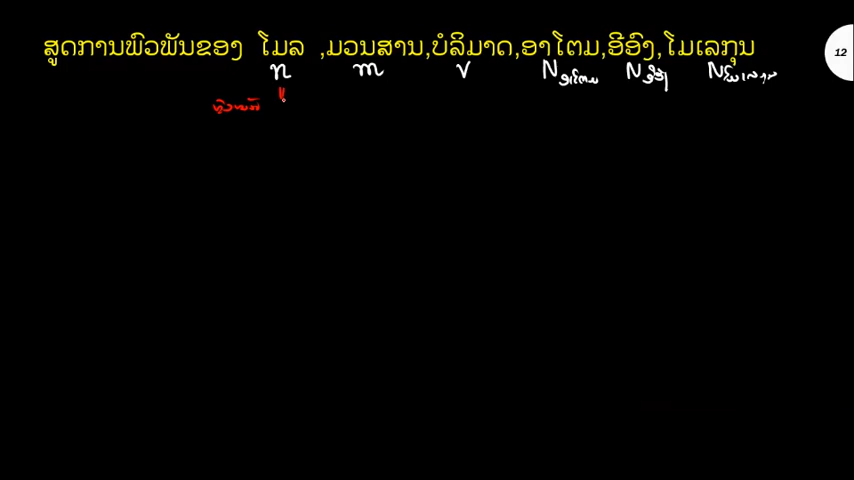 ສູດການພົວພັນຂອງ ໂມລ ,ມວນສານ,ບໍລິມາດ,ອາໂຕມ,ອີອົງ,ໂມເລກຸນ
12
n m v Nອາໂຕມ Nອີອົງ Nໂມເລກຸນ